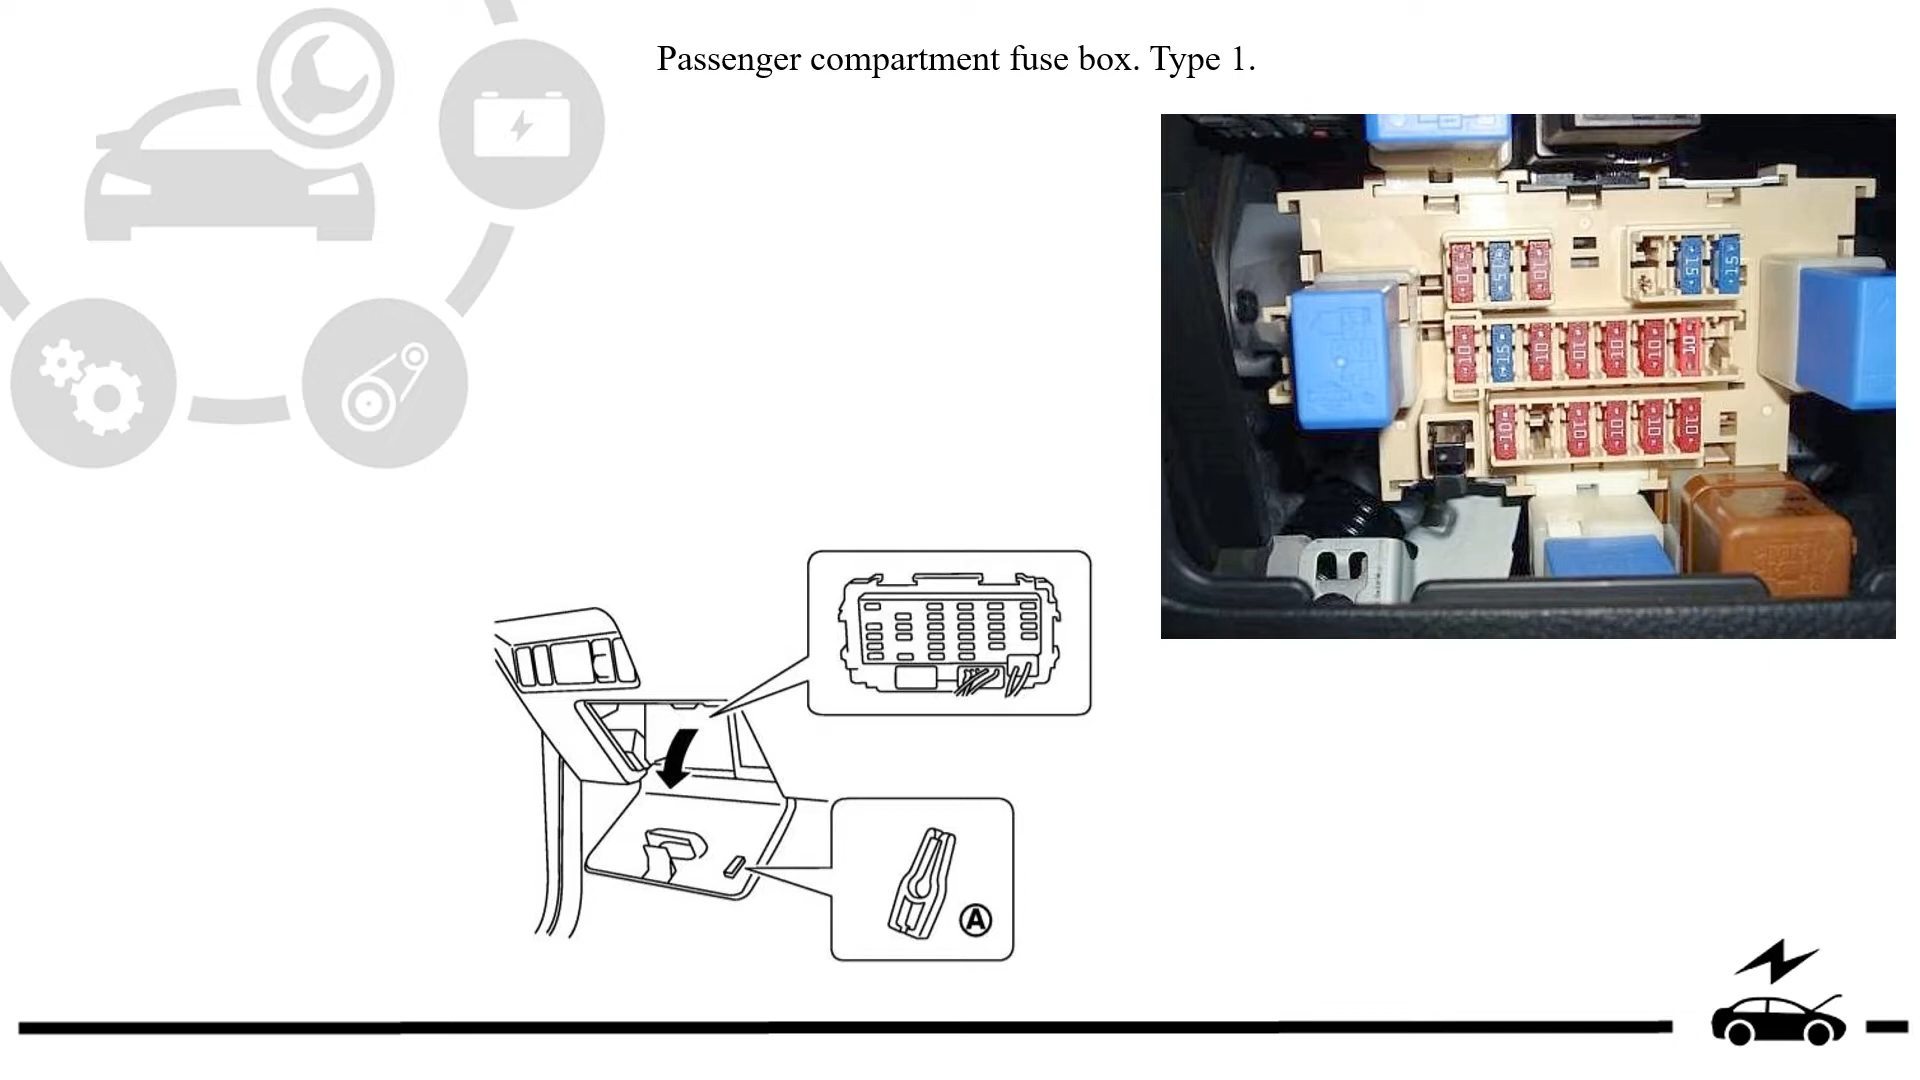 Passenger compartment fuse box. Type 1.
10 15 10 15 15
10 15 10 10 10 10 10
10 10 10 10 10
A